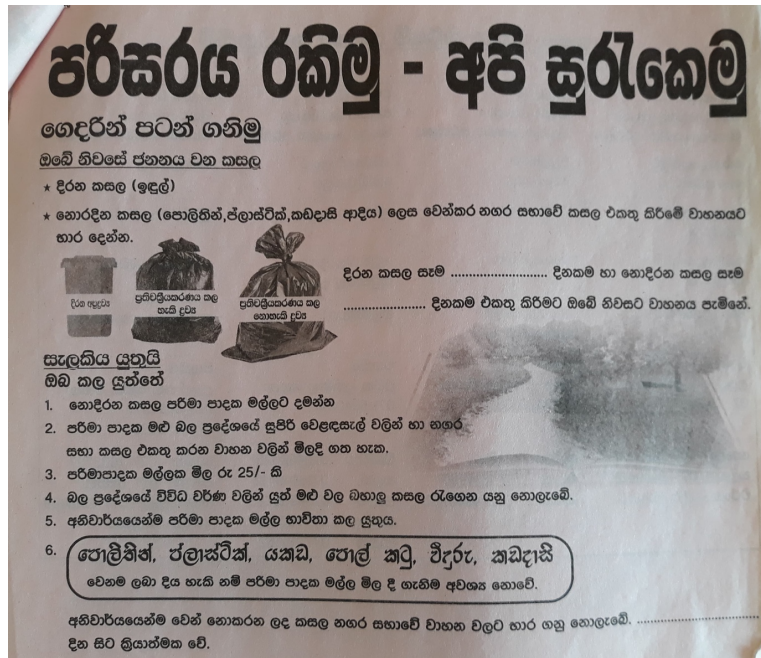 පරිසරය රකිමු - අපි සුරැකෙමු
ගෙදරින් පටන් ගනිමු
ඔබේ නිවසේ ජනනය වන කසල
★ දිරන කසල (ඉඳුල්)
★ නොරදින කසල (පොලිතින්,ප්ලාස්ටික්,කඩදාසි ආදිය) ලෙස වෙන්කර නගර සභාවේ කසල එකතු කිරීමේ වාහනයට
භාර දෙන්න.
දිරන අපද්‍රව්‍ය
ප්‍රතිචක්‍රීයකරණය කල
හැකි ද්‍රව්‍ය
ප්‍රතිචක්‍රීයකරණය කල
නොහැකි ද්‍රව්‍ය
දිරන කසල සෑම ........................... දිනකම හා නොදිරන කසල සෑම
....................... දිනකම එකතු කිරීමට ඔබේ නිවසට වාහනය පැමිනේ.
සැලකිය යුතුයි
ඔබ කල යුත්තේ
1. නොදිරන කසල පරිමා පාදක මල්ලට දමන්න
2. පරිමා පාදක මළු බල ප්‍රදේශයේ සුපිරි වෙළඳසැල් වලින් හා නගර
සභා කසල එකතු කරන වාහන වලින් මිලදි ගත හැක.
3. පරිමාපාදක මල්ලක මිල රු 25/- කි
4. බල ප්‍රදේශයේ විවිධ වර්ණ වලින් යුත් මළු වල බහාලු කසල රැගෙන යනු නොලැබේ.
5. අනිවාර්යයෙන්ම පරිමා පාදක මල්ල භාවිතා කල යුතුය.
6. පොලිතින්, ප්ලාස්ටික්, යකඩ, පොල් කටු, වීදුරු, කඩදාසි
වෙනම ලබා දිය හැකි නම් පරිමා පාදක මල්ල මිල දී ගැනීම අවශ්‍ය නොවේ.
අනිවාර්යයෙන්ම වෙන් නොකරන ලද කසල නගර සභාවේ වාහන වලට භාර ගනු නොලැබේ. .................................
දින සිට ක්‍රියාත්මක වේ.